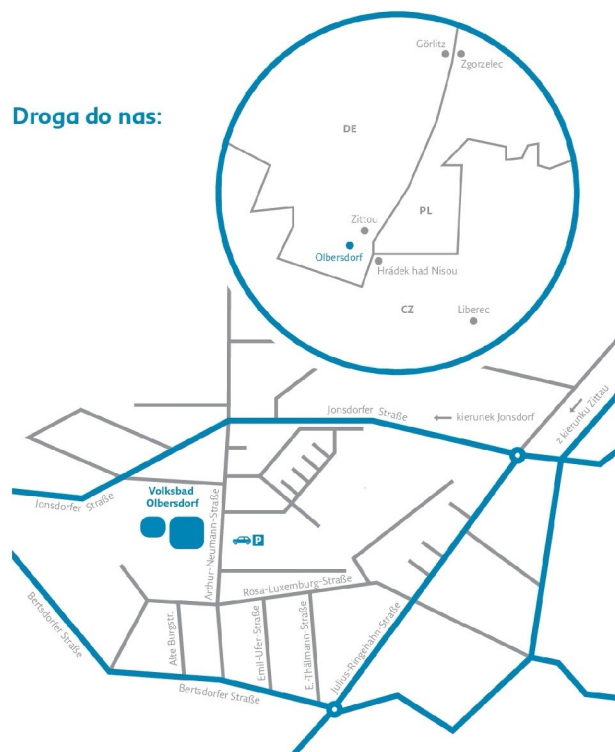 Droga do nas:
Görlitz
Zgorzelec
DE
PL
Zittau
Olbersdorf
Hrádek had Nisou
CZ
Liberec
Jonsdorfer Straße
kierunek Jonsdorf
z kierunku Zittau
Jonsdorfer Straße
Volksbad
Olbersdorf
Arthur-Neumann-Straße
P
Rosa-Luxemburg-Straße
Bertsdorfer Straße
Alte Burgstr.
Emil-Ufer-Straße
E.-Thälmann-Straße
Julius-Ringehahn-Straße
Bertsdorfer Straße